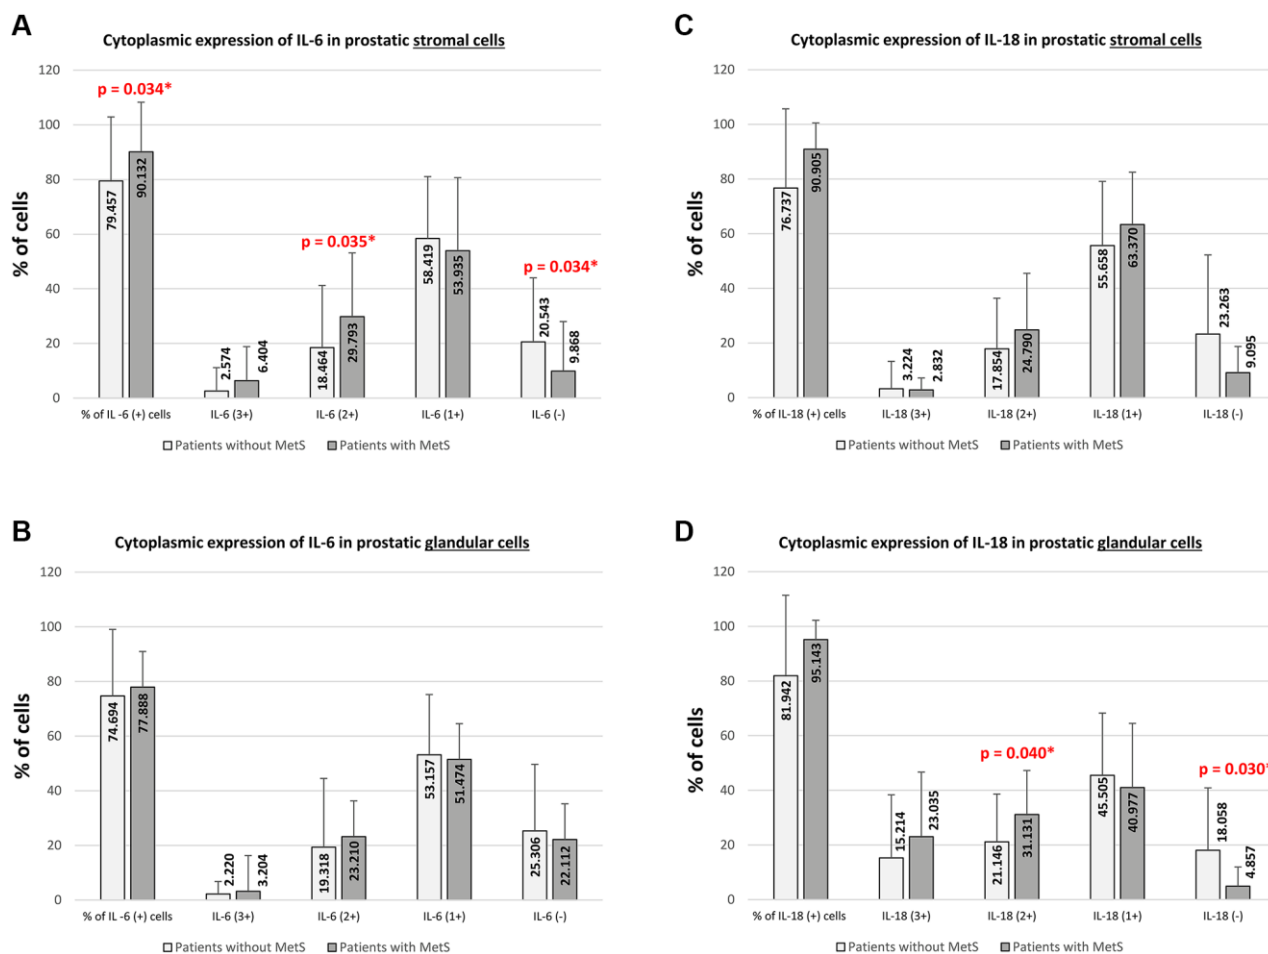 A
Cytoplasmic expression of IL-6 in prostatic stromal cells
120
100
80
60
40
20
0
% of cells
p = 0.034*
p = 0.035*
p = 0.034*
79.457
90.132
2.574
6.404
18.464
29.793
58.419
53.935
20.543
9.868
% of IL -6 (+) cells
IL-6 (3+)
IL-6 (2+)
IL-6 (1+)
IL-6 (-)
Patients without MetS
Patients with MetS
C
Cytoplasmic expression of IL-18 in prostatic stromal cells
120
100
80
60
40
20
0
% of cells
76.737
90.905
3.224
2.832
17.854
24.790
55.658
63.370
23.263
9.095
% of IL-18 (+) cells
IL-18 (3+)
IL-18 (2+)
IL-18 (1+)
IL-18 (-)
Patients without MetS
Patients with MetS
B
Cytoplasmic expression of IL-6 in prostatic glandular cells
120
100
80
60
40
20
0
% of cells
74.694
77.888
2.220
3.204
19.318
23.210
53.157
51.474
25.306
22.112
% of IL -6 (+) cells
IL-6 (3+)
IL-6 (2+)
IL-6 (1+)
IL-6 (-)
Patients without MetS
Patients with MetS
D
Cytoplasmic expression of IL-18 in prostatic glandular cells
120
100
80
60
40
20
0
% of cells
p = 0.040*
p = 0.030*
81.942
95.143
15.214
23.035
21.146
31.131
45.505
40.977
18.058
4.857
% of IL-18 (+) cells
IL-18 (3+)
IL-18 (2+)
IL-18 (1+)
IL-18 (-)
Patients without MetS
Patients with MetS